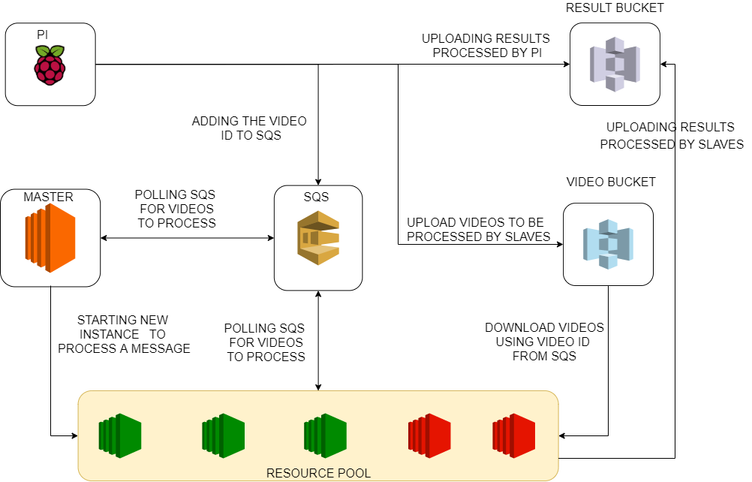 RESULT BUCKET
PI
UPLOADING RESULTS
PROCESSED BY PI
ADDING THE VIDEO
ID TO SQS
UPLOADING RESULTS
PROCESSED BY SLAVES
VIDEO BUCKET
MASTER
POLLING SQS
FOR VIDEOS
TO PROCESS
SQS
UPLOAD VIDEOS TO BE
PROCESSED BY SLAVES
STARTING NEW
INSTANCE TO
PROCESS A MESSAGE
POLLING SQS
FOR VIDEOS
TO PROCESS
DOWNLOAD VIDEOS
USING VIDEO ID
FROM SQS
RESOURCE POOL